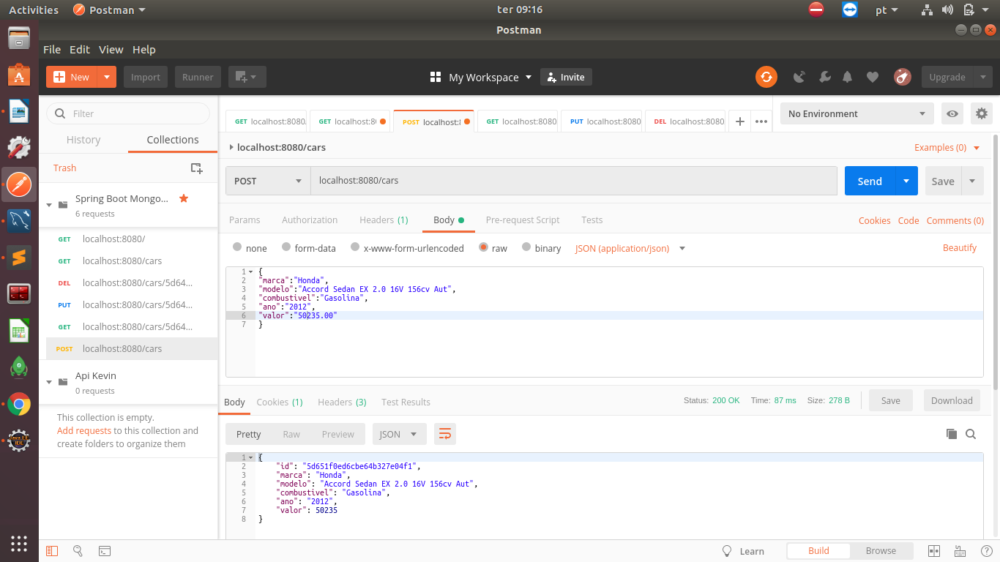 Activities Postman ter 09:16 pt
Postman
File Edit View Help
New Import Runner My Workspace Invite Upgrade
Filter
History Collections
Trash
Spring Boot Mongo...
6 requests
GET localhost:8080/
GET localhost:8080/cars
DEL localhost:8080/cars/5d64...
PUT localhost:8080/cars/5d64...
GET localhost:8080/cars/5d64...
POST localhost:8080/cars
Api Kevin
0 requests
This collection is empty.
Add requests to this collection and
create folders to organize them
GET localhost:8080/ GET localhost:8 POST localhost: GET localhost:8080 PUT localhost:8080 DEL localhost:8080 + ••• No Environment
localhost:8080/cars Examples (0)
POST localhost:8080/cars Send Save
Params Authorization Headers (1) Body Pre-request Script Tests Cookies Code Comments (0)
none form-data x-www-form-urlencoded raw binary JSON (application/json) Beautify
1 {
2 "marca":"Honda",
3 "modelo":"Accord Sedan EX 2.0 16V 156cv Aut",
4 "combustivel":"Gasolina",
5 "ano":"2012",
6 "valor":"50235.00"
7 }
Body Cookies (1) Headers (3) Test Results Status: 200 OK Time: 87 ms Size: 278 B Save Download
Pretty Raw Preview JSON
1 {
2 "id": "5d651f0ed6cbe64b327e04f1",
3 "marca": "Honda",
4 "modelo": "Accord Sedan EX 2.0 16V 156cv Aut",
5 "combustivel": "Gasolina",
6 "ano": "2012",
7 "valor": 50235
8 }
Learn Build Browse